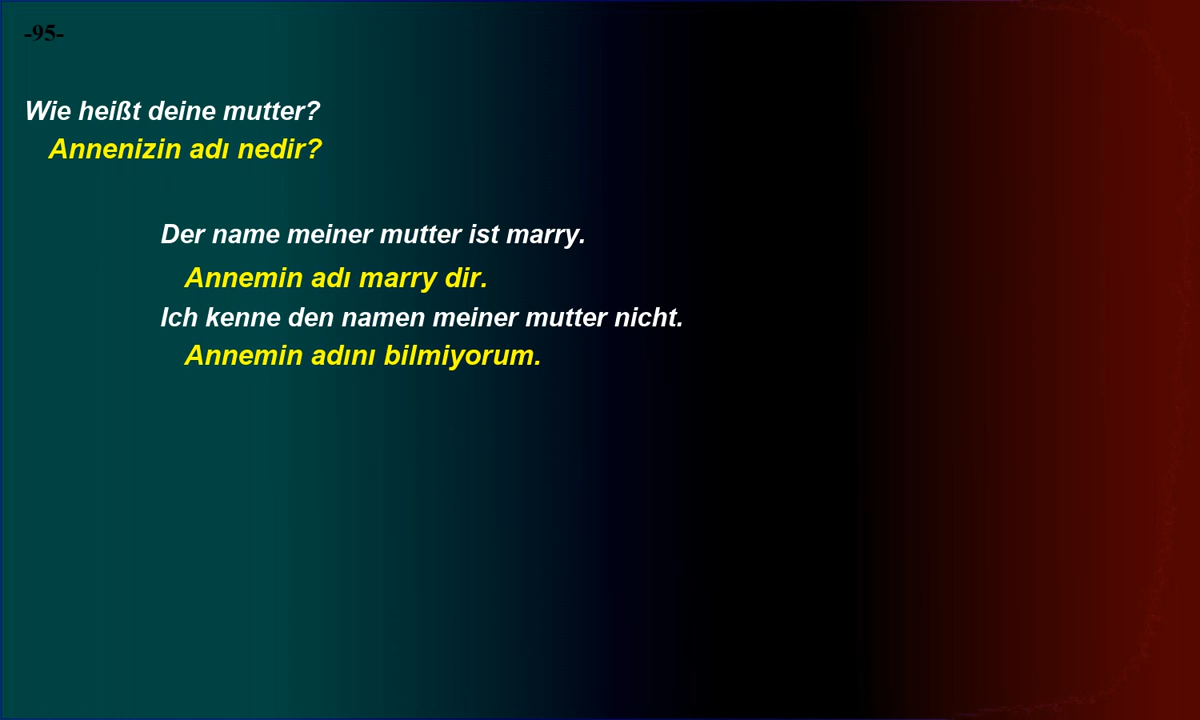 -95-
Wie heißt deine mutter?
Annenizin adı nedir?
Der name meiner mutter ist marry.
Annemin adı marry dir.
Ich kenne den namen meiner mutter nicht.
Annemin adını bilmiyorum.